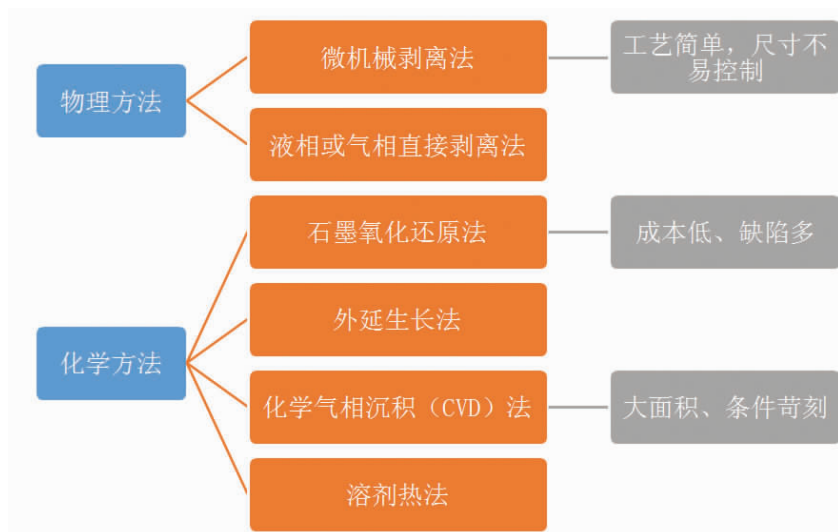 物理方法
微机械剥离法
工艺简单，尺寸不
易控制
液相或气相直接剥离法
化学方法
石墨氧化还原法
成本低、缺陷多
外延生长法
化学气相沉积（CVD）法
大面积、条件苛刻
溶剂热法